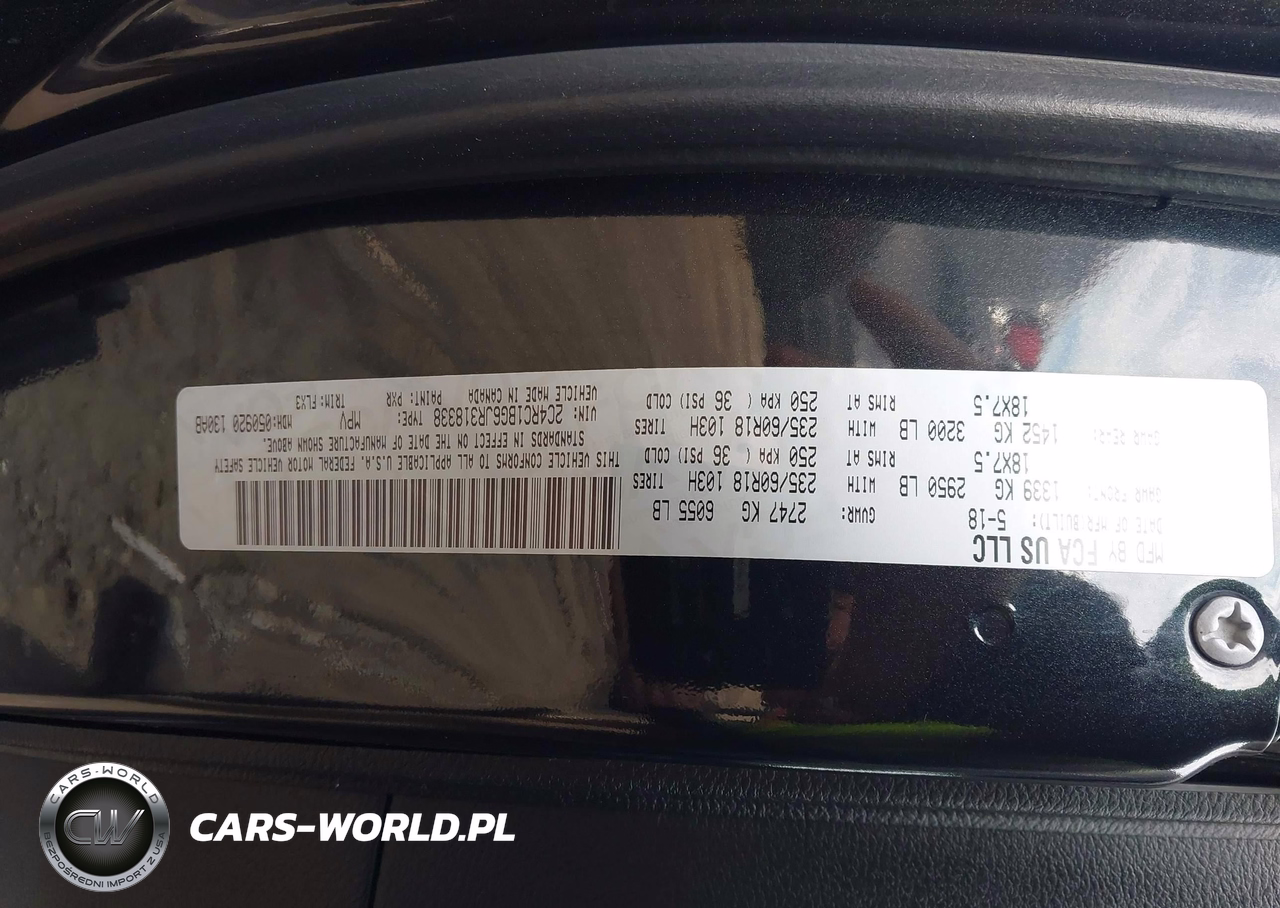 MFD BY FCA US LLC
DATE OF MFR BUILT): 5-18 GVWR: 2747 KG 6055 LB
GAWR FRONT: 1339 KG 2950 LB WITH 235/60R18 103H TIRES
18X7.5 RIMS AT 250 KPA ( 36 PSI) COLD
GAWR REAR: 1452 KG 3200 LB WITH 235/60R18 103H TIRES
18X7.5 RIMS AT 250 KPA ( 36 PSI) COLD
THIS VEHICLE CONFORMS TO ALL APPLICABLE U.S.A. FEDERAL MOTOR VEHICLE SAFETY
STANDARDS IN EFFECT ON THE DATE OF MANUFACTURE SHOWN ABOVE.
VIN: 2C4RC1BG6JR318338 TYPE: MPV MDH:050920 130AB
VEHICLE MADE IN CANADA PAINT: PXR TRIM:FLX3
CARS-WORLD
CW
BEZPOŚREDNI IMPORT Z USA
CARS-WORLD.PL